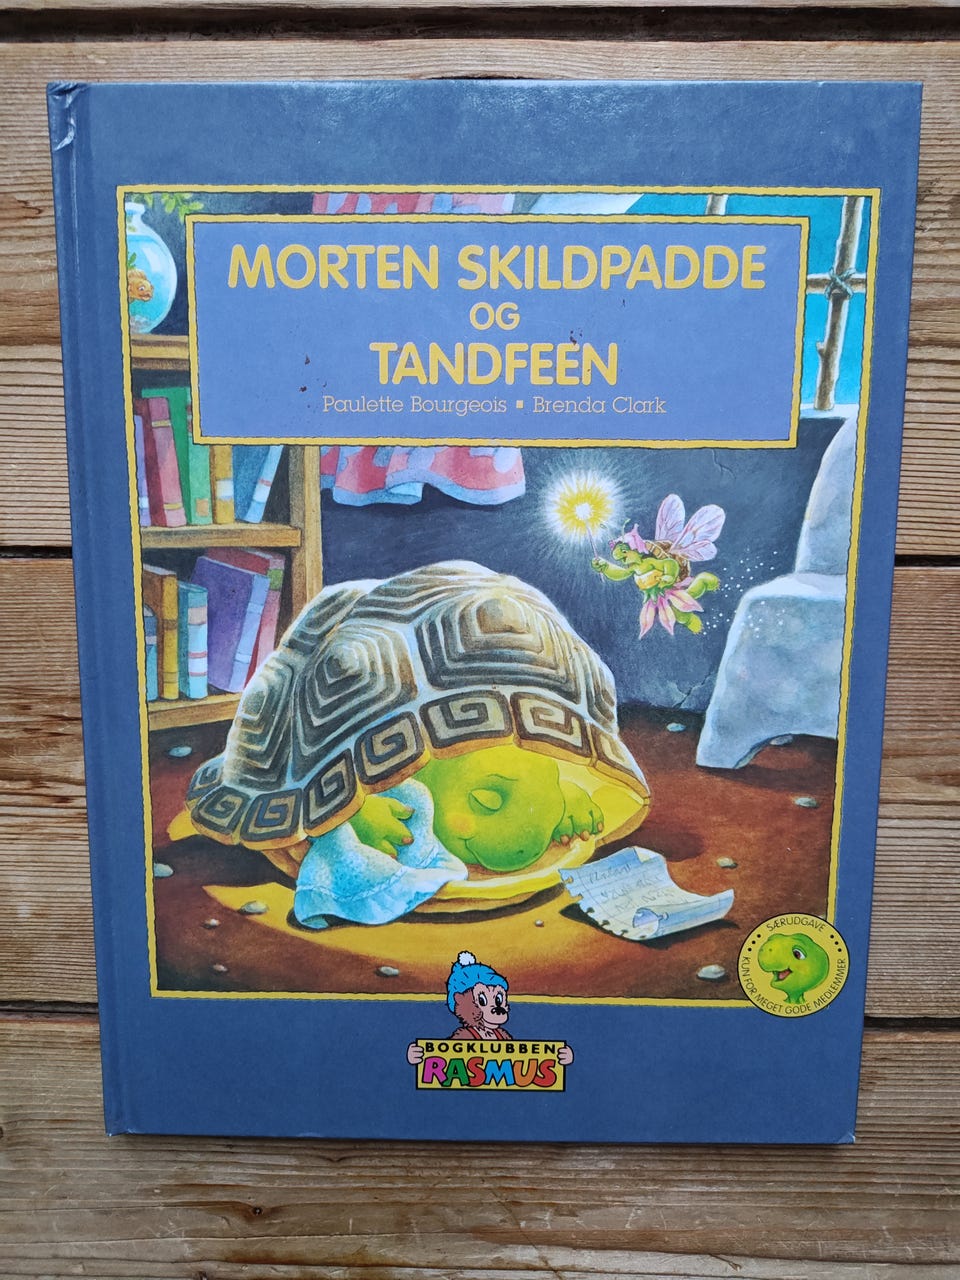 MORTEN SKILDPADDE
OG
TANDFEEN
Paulette Bourgeois ▪ Brenda Clark
SÆRUDGAVE
KUN FOR MEGET GODE MEDLEMMER
BOGKLUBBEN
RASMUS